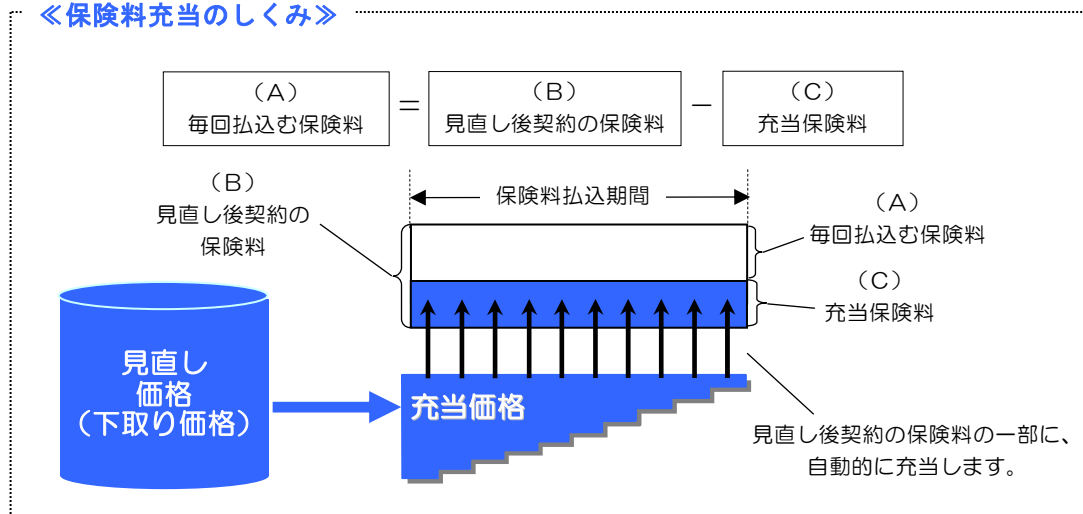 ≪保険料充当のしくみ≫
（A）
毎回払込む保険料
＝
（B）
見直し後契約の保険料
－
（C）
充当保険料
（B）
見直し後契約の
保険料
保険料払込期間
（A）
毎回払込む保険料
（C）
充当保険料
見直し
価格
（下取り価格）
充当価格
見直し後契約の保険料の一部に、
自動的に充当します。